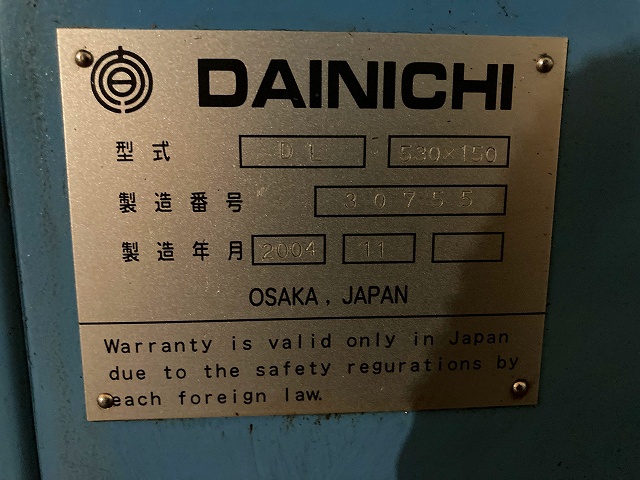 DAINICHI
型式 DL 530×150
製造番号 30755
製造年月 2004 11
OSAKA, JAPAN
Warranty is valid only in Japan
due to the safety regurations by
each foreign law.